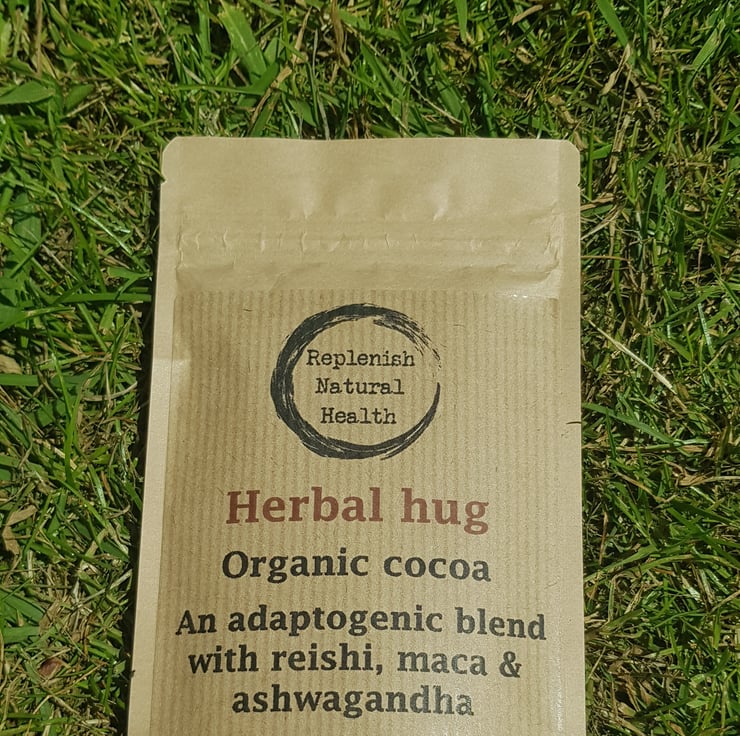 Replenish
Natural
Health
Herbal hug
Organic cocoa
An adaptogenic blend
with reishi, maca &
ashwagandha